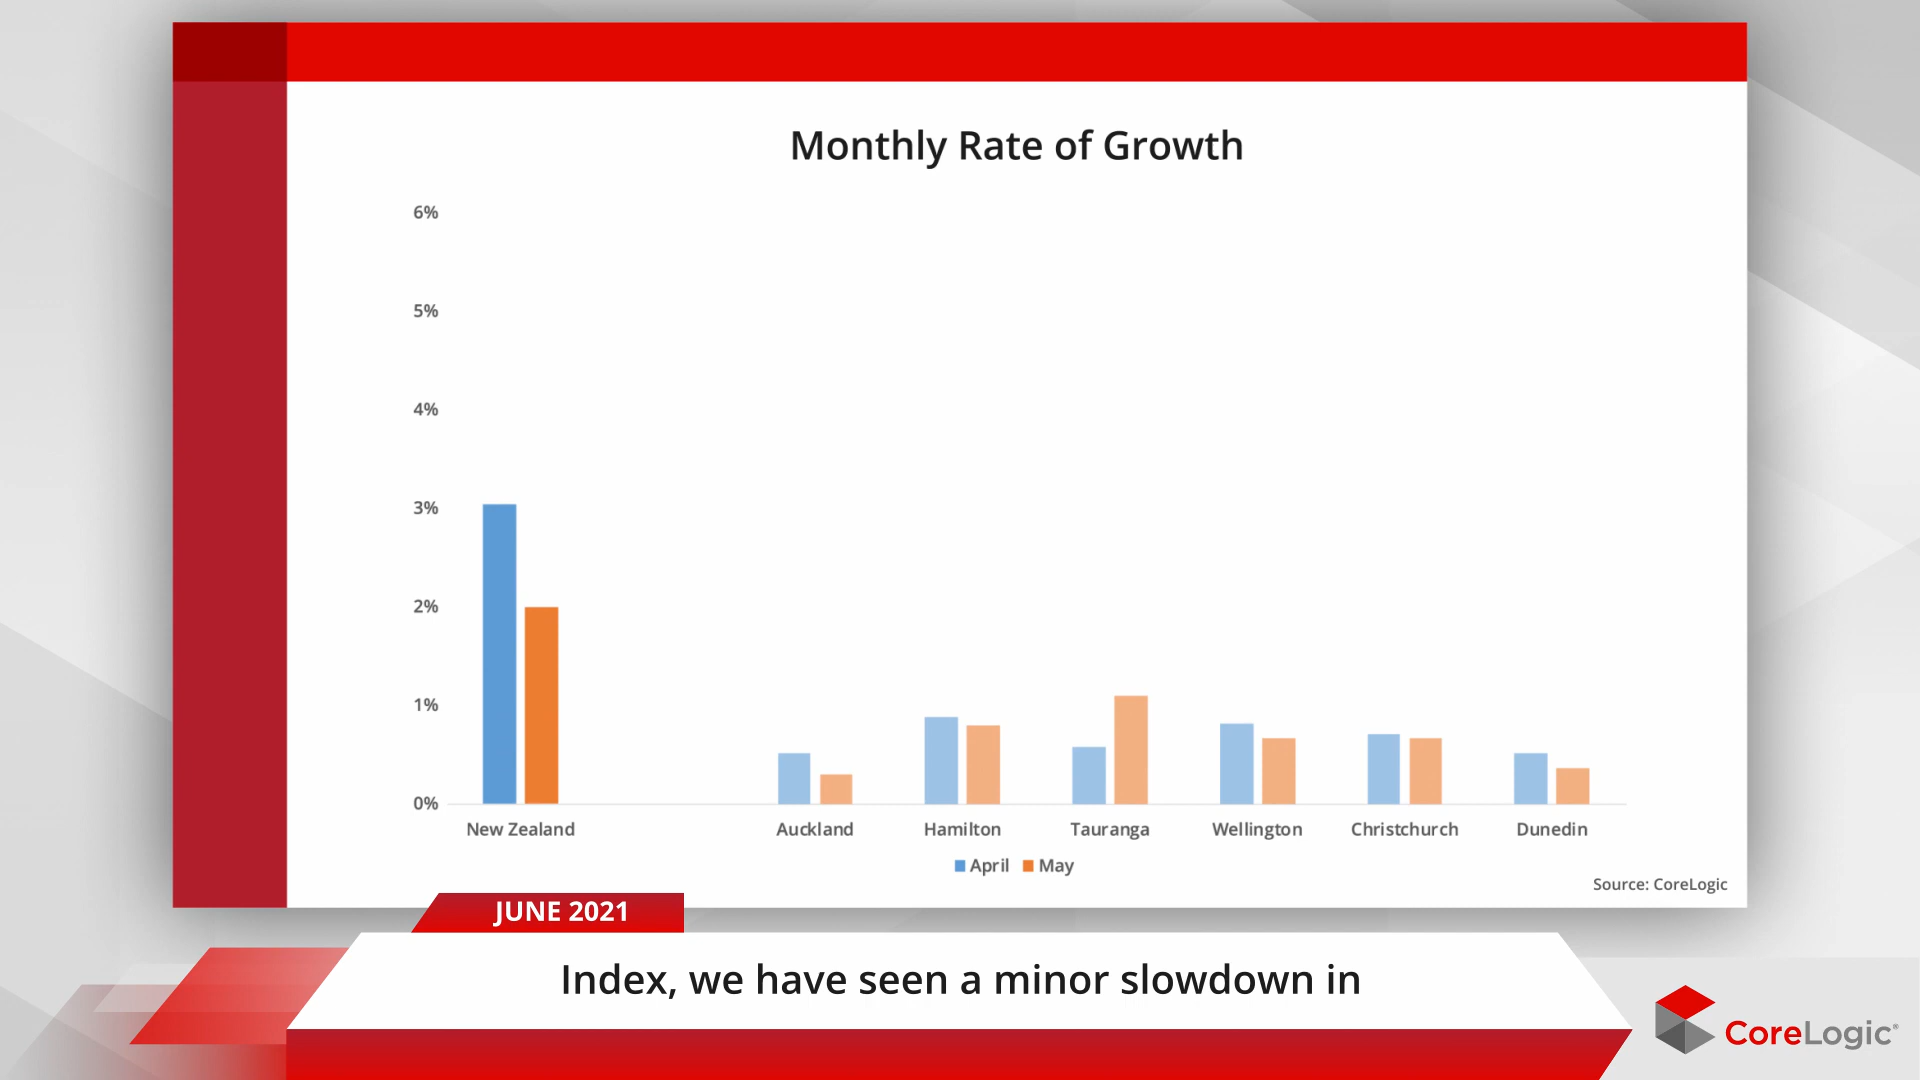 Monthly Rate of Growth
6%
5%
4%
3%
2%
1%
0%
New Zealand
Auckland
Hamilton
Tauranga
Wellington
Christchurch
Dunedin
April
May
Source: CoreLogic
JUNE 2021
Index, we have seen a minor slowdown in
CoreLogic®